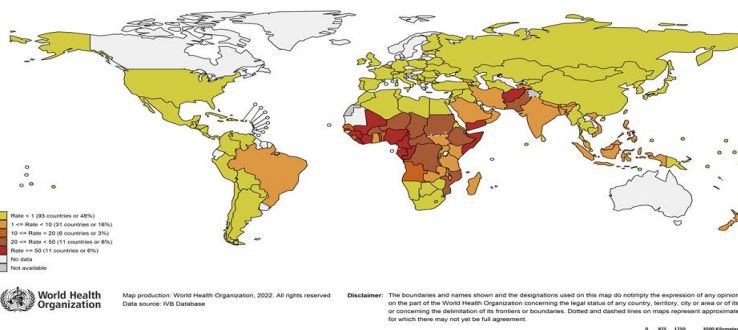 Rate < 1 (93 countries or 48%)
1 <= Rate < 10 (31 countries or 16%)
10 <= Rate < 20 (6 countries or 3%)
20 <= Rate < 50 (11 countries or 6%)
Rate >= 50 (11 countries or 6%)
No data
Not available
World Health
Organization
Map production: World Health Organization, 2022. All rights reserved
Data source: IVB Database
Disclaimer: The boundaries and names shown and the designations used on this map do notimply the expression of any opinion
on the part of the World Health Organization concerning the legal status of any country, territory, city or area or of its
or concerning the delimitation of its frontiers or boundaries. Dotted and dashed lines on maps represent approximate
for which there may not yet be full agreement.
0 875 1750 3500 Kilometers